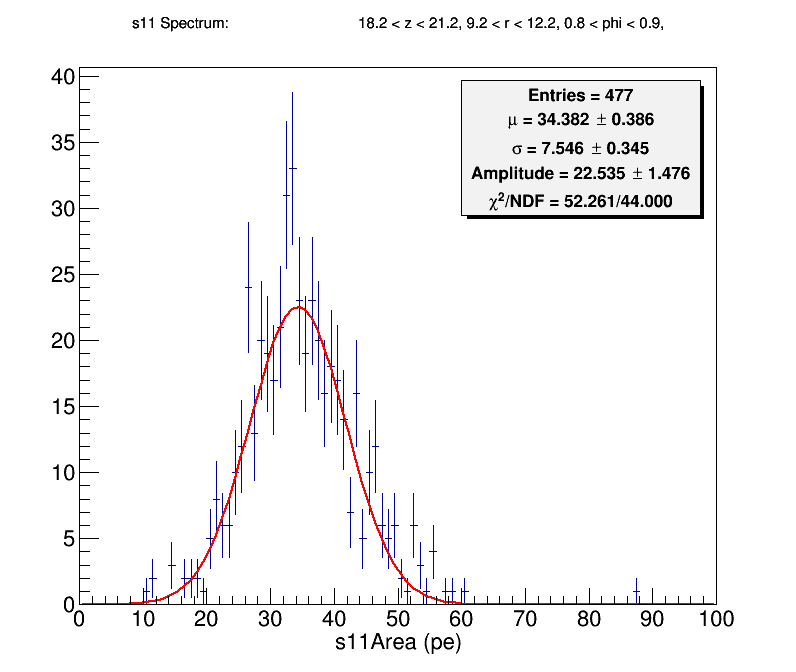 s11 Spectrum: 18.2 < z < 21.2, 9.2 < r < 12.2, 0.8 < phi < 0.9,
Entries = 477
μ = 34.382 ± 0.386
σ = 7.546 ± 0.345
Amplitude = 22.535 ± 1.476
χ²/NDF = 52.261/44.000
40
35
30
25
20
15
10
5
0
0 10 20 30 40 50 60 70 80 90 100
s11Area (pe)